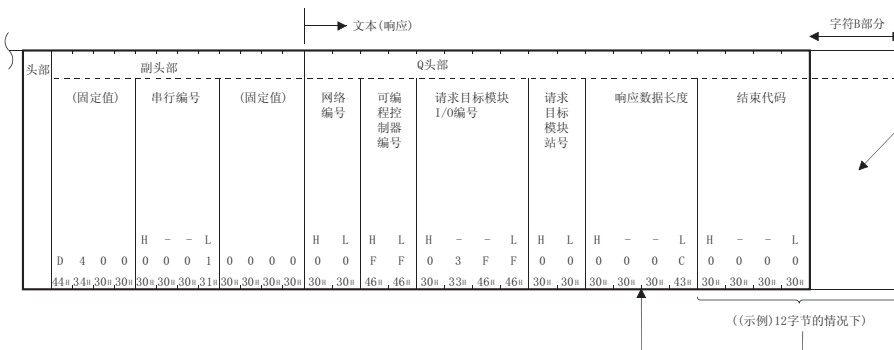 文本(响应)
字符B部分
头部 副头部 Q头部
(固定值) 串行编号 (固定值) 网络编号 可编程控制器编号 请求目标模块I/O编号 请求目标模块站号 响应数据长度 结束代码
H - - L H L H L H - - L H L H - - L H - - L
D 4 0 0 0 0 0 1 0 0 0 0 0 0 F F 0 3 F F 0 0 0 0 0 C 0 0 0 0
44H 34H 30H 30H 30H 30H 30H 31H 30H 30H 30H 30H 30H 30H 46H 46H 30H 33H 46H 46H 30H 30H 30H 30H 30H 43H 30H 30H 30H 30H
((示例)12字节的情况下)